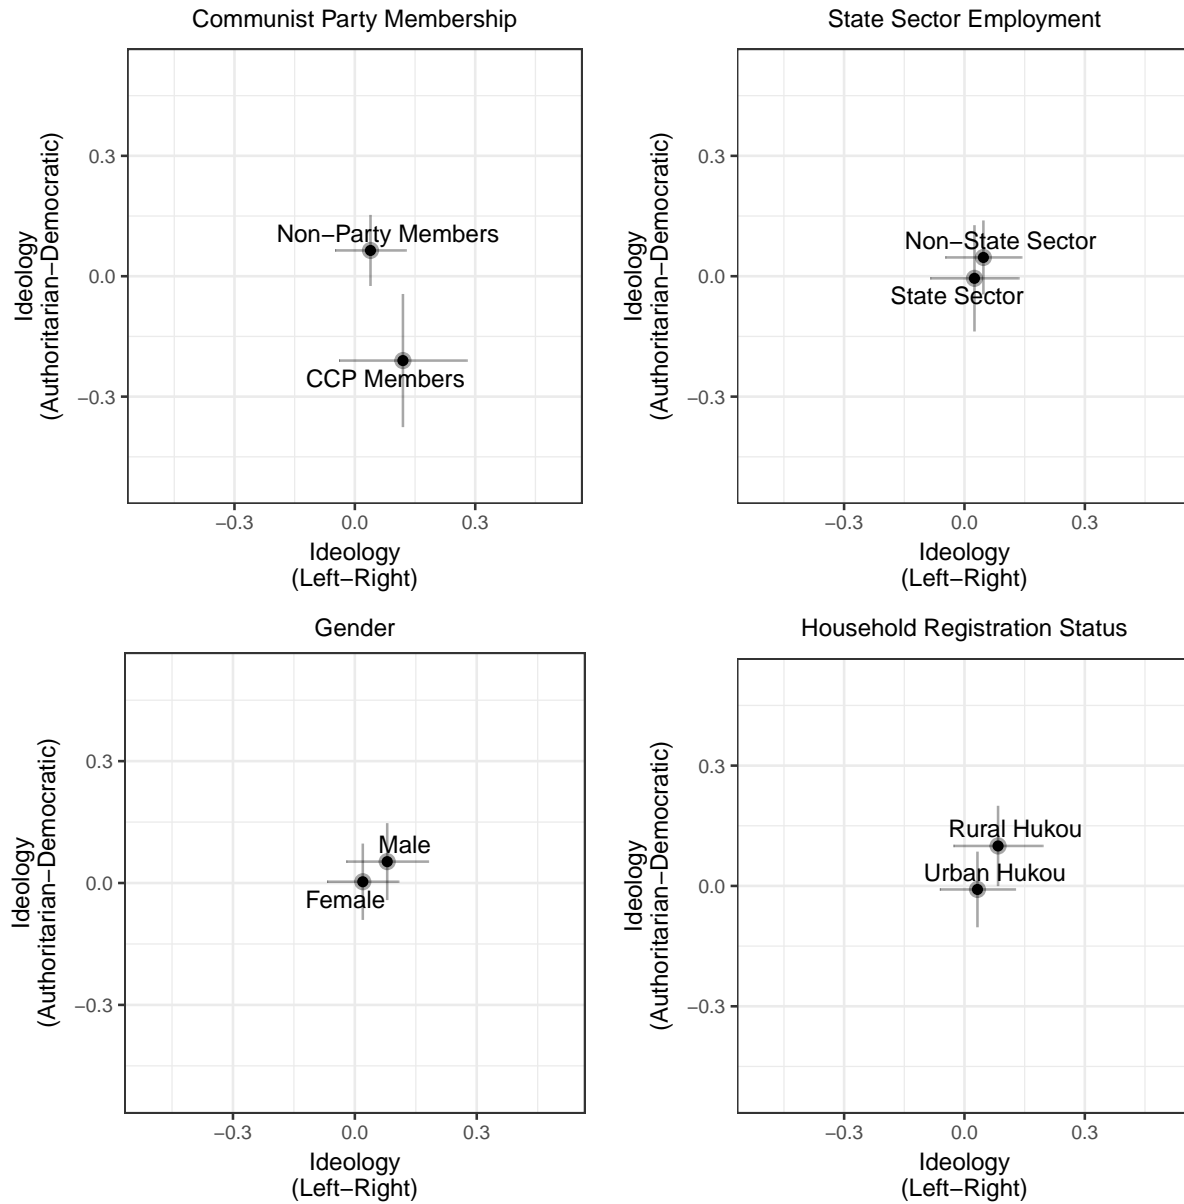 Communist Party Membership
Ideology
(Authoritarian−Democratic)
0.3
0.0
−0.3
Non−Party Members
CCP Members
−0.3
0.0
0.3
Ideology
(Left−Right)
State Sector Employment
Ideology
(Authoritarian−Democratic)
0.3
0.0
−0.3
Non−State Sector
State Sector
−0.3
0.0
0.3
Ideology
(Left−Right)
Gender
Ideology
(Authoritarian−Democratic)
0.3
0.0
−0.3
Male
Female
−0.3
0.0
0.3
Ideology
(Left−Right)
Household Registration Status
Ideology
(Authoritarian−Democratic)
0.3
0.0
−0.3
Rural Hukou
Urban Hukou
−0.3
0.0
0.3
Ideology
(Left−Right)